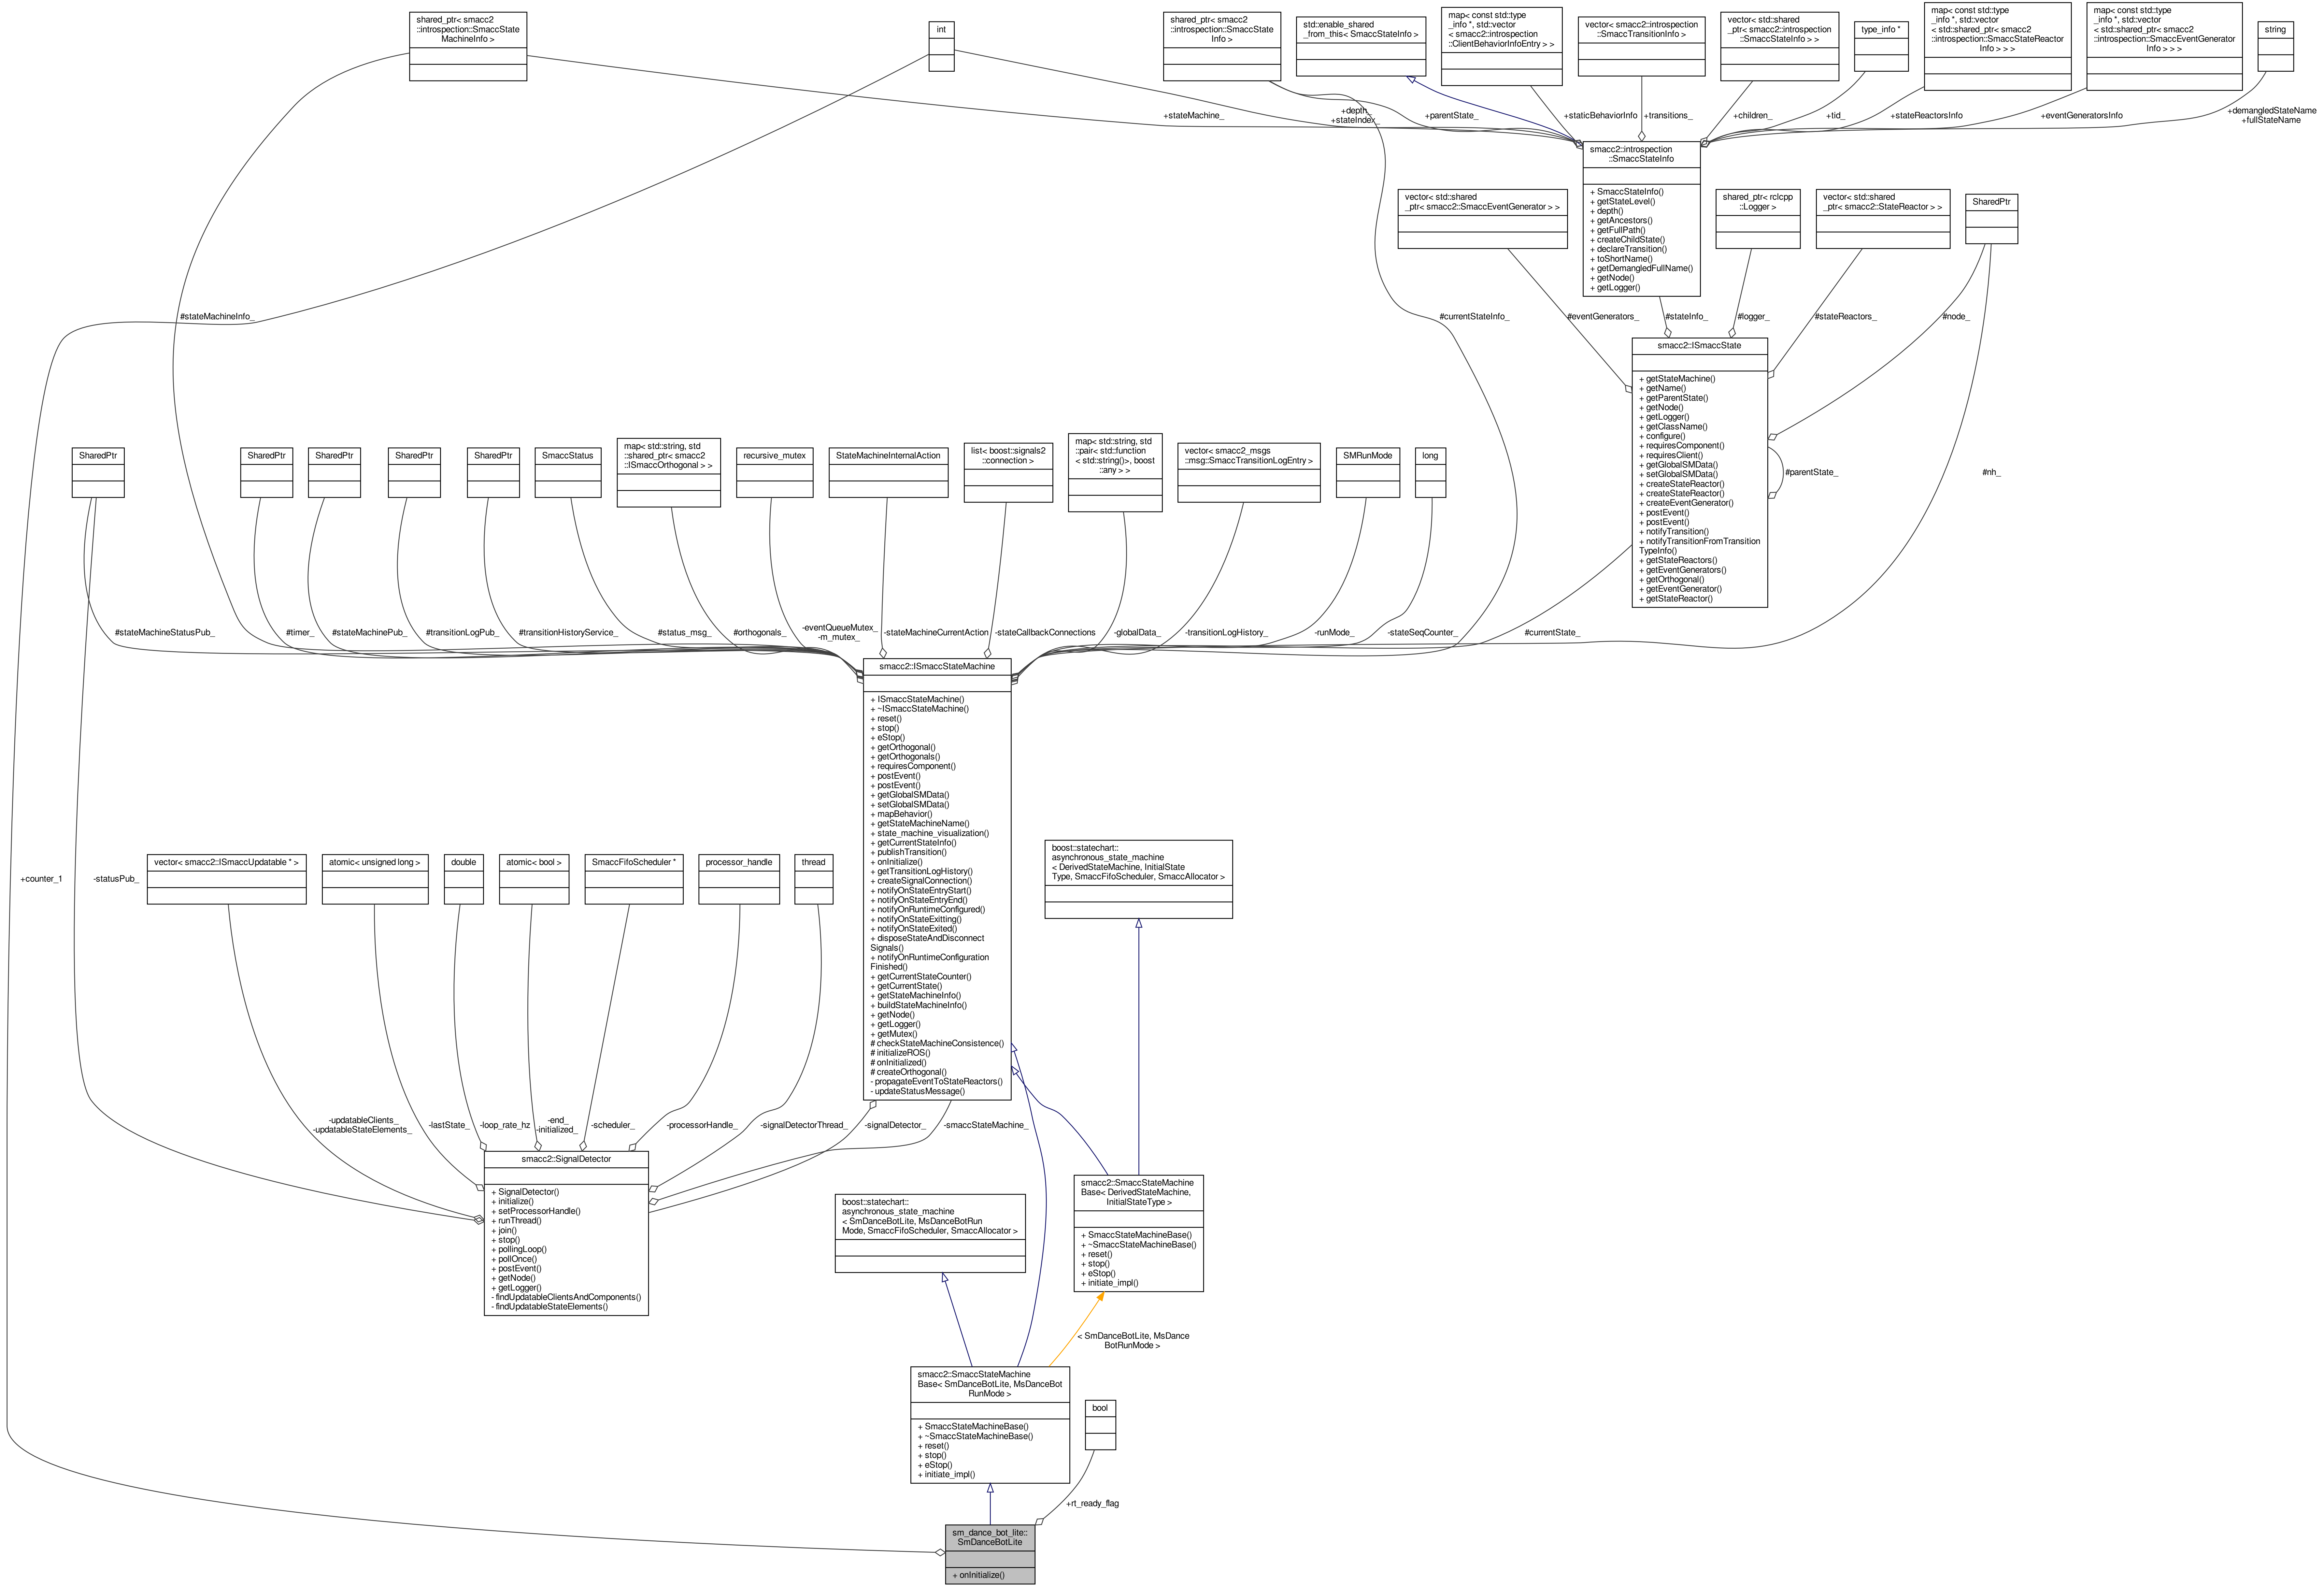 shared_ptr< smacc2
::introspection::SmaccState
MachineInfo >
int
shared_ptr< smacc2
::introspection::SmaccState
Info >
std::enable_shared
_from_this< SmaccStateInfo >
map< const std::type
_info *, std::vector
< smacc2::introspection
::ClientBehaviorInfoEntry > >
vector< smacc2::introspection
::SmaccTransitionInfo >
vector< std::shared
_ptr< smacc2::introspection
::SmaccStateInfo > >
type_info *
map< const std::type
_info *, std::vector
< std::shared_ptr< smacc2
::introspection::SmaccStateReactor
Info > > >
map< const std::type
_info *, std::vector
< std::shared_ptr< smacc2
::introspection::SmaccEventGenerator
Info > > >
string
+stateMachine_
+depth_
+stateIndex_
+parentState_
+staticBehaviorInfo
+transitions_
+children_
+tid_
+stateReactorsInfo
+eventGeneratorsInfo
+demangledStateName
+fullStateName
smacc2::introspection
::SmaccStateInfo
+ SmaccStateInfo()
+ getStateLevel()
+ depth()
+ getAncestors()
+ getFullPath()
+ createChildState()
+ declareTransition()
+ toShortName()
+ getDemangledFullName()
+ getNode()
+ getLogger()
vector< std::shared
_ptr< smacc2::SmaccEventGenerator > >
shared_ptr< rclcpp
::Logger >
vector< std::shared
_ptr< smacc2::StateReactor > >
SharedPtr
#stateMachineInfo_
#currentStateInfo_
#eventGenerators_
#stateInfo_
#logger_
#stateReactors_
#node_
smacc2::ISmaccState
+ getStateMachine()
+ getName()
+ getParentState()
+ getNode()
+ getLogger()
+ getClassName()
+ configure()
+ requiresComponent()
+ requiresClient()
+ getGlobalSMData()
+ setGlobalSMData()
+ createStateReactor()
+ createStateReactor()
+ createEventGenerator()
+ postEvent()
+ postEvent()
+ notifyTransition()
+ notifyTransitionFromTransition
TypeInfo()
+ getStateReactors()
+ getEventGenerators()
+ getOrthogonal()
+ getEventGenerator()
+ getStateReactor()
#parentState_
#nh_
SharedPtr
SharedPtr
SharedPtr
SharedPtr
SharedPtr
SmaccStatus
map< std::string, std
::shared_ptr< smacc2
::ISmaccOrthogonal > >
recursive_mutex
StateMachineInternalAction
list< boost::signals2
::connection >
map< std::string, std
::pair< std::function
< std::string()>, boost
::any > >
vector< smacc2_msgs
::msg::SmaccTransitionLogEntry >
SMRunMode
long
#stateMachineStatusPub_
#timer_
#stateMachinePub_
#transitionLogPub_
#transitionHistoryService_
#status_msg_
#orthogonals_
-eventQueueMutex_
-m_mutex_
-stateMachineCurrentAction
-stateCallbackConnections
-globalData_
-transitionLogHistory_
-runMode_
-stateSeqCounter_
#currentState_
smacc2::ISmaccStateMachine
+ ISmaccStateMachine()
+ ~ISmaccStateMachine()
+ reset()
+ stop()
+ eStop()
+ getOrthogonal()
+ getOrthogonals()
+ requiresComponent()
+ postEvent()
+ postEvent()
+ getGlobalSMData()
+ setGlobalSMData()
+ mapBehavior()
+ getStateMachineName()
+ state_machine_visualization()
+ getCurrentStateInfo()
+ publishTransition()
+ onInitialize()
+ getTransitionLogHistory()
+ createSignalConnection()
+ notifyOnStateEntryStart()
+ notifyOnStateEntryEnd()
+ notifyOnRuntimeConfigured()
+ notifyOnStateExitting()
+ notifyOnStateExited()
+ disposeStateAndDisconnect
Signals()
+ notifyOnRuntimeConfiguration
Finished()
+ getCurrentStateCounter()
+ getCurrentState()
+ getStateMachineInfo()
+ buildStateMachineInfo()
+ getNode()
+ getLogger()
+ getMutex()
# checkStateMachineConsistence()
# initializeROS()
# onInitialized()
# createOrthogonal()
- propagateEventToStateReactors()
- updateStatusMessage()
+counter_1
-statusPub_
vector< smacc2::ISmaccUpdatable * >
atomic< unsigned long >
double
atomic< bool >
SmaccFifoScheduler *
processor_handle
thread
boost::statechart::
asynchronous_state_machine
< DerivedStateMachine, InitialState
Type, SmaccFifoScheduler, SmaccAllocator >
-updatableClients_
-updatableStateElements_
-lastState_
-loop_rate_hz
-end_
-initialized_
-scheduler_
-processorHandle_
-signalDetectorThread_
-signalDetector_
-smaccStateMachine_
smacc2::SignalDetector
+ SignalDetector()
+ initialize()
+ setProcessorHandle()
+ runThread()
+ join()
+ stop()
+ pollingLoop()
+ pollOnce()
+ postEvent()
+ getNode()
+ getLogger()
- findUpdatableClientsAndComponents()
- findUpdatableStateElements()
boost::statechart::
asynchronous_state_machine
< SmDanceBotLite, MsDanceBotRun
Mode, SmaccFifoScheduler, SmaccAllocator >
smacc2::SmaccStateMachine
Base< DerivedStateMachine,
InitialStateType >
+ SmaccStateMachineBase()
+ ~SmaccStateMachineBase()
+ reset()
+ stop()
+ eStop()
+ initiate_impl()
< SmDanceBotLite, MsDance
BotRunMode >
smacc2::SmaccStateMachine
Base< SmDanceBotLite, MsDanceBot
RunMode >
+ SmaccStateMachineBase()
+ ~SmaccStateMachineBase()
+ reset()
+ stop()
+ eStop()
+ initiate_impl()
bool
+rt_ready_flag
sm_dance_bot_lite::
SmDanceBotLite
+ onInitialize()